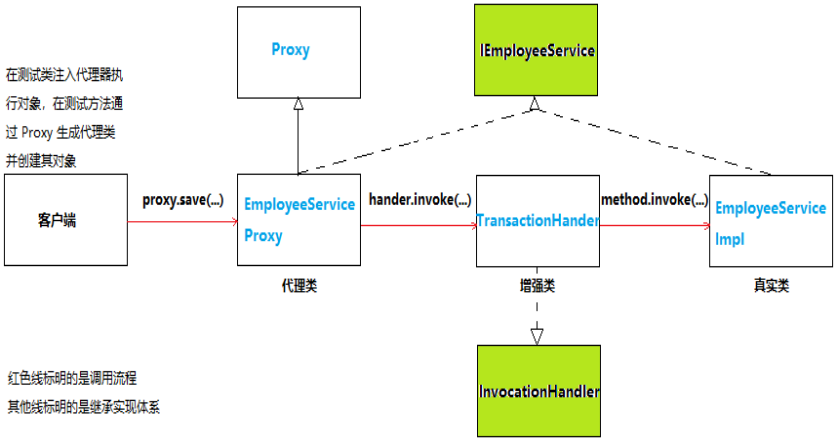 Proxy
IEmployeeService
在测试类注入代理器执
行对象，在测试方法通
过 Proxy 生成代理类
并创建其对象
客户端
proxy.save(...)
EmployeeService
Proxy
hander.invoke(...)
TransactionHander
method.invoke(...)
EmployeeService
Impl
代理类
增强类
真实类
InvocationHandler
红色线标明的是调用流程
其他线标明的是继承实现体系